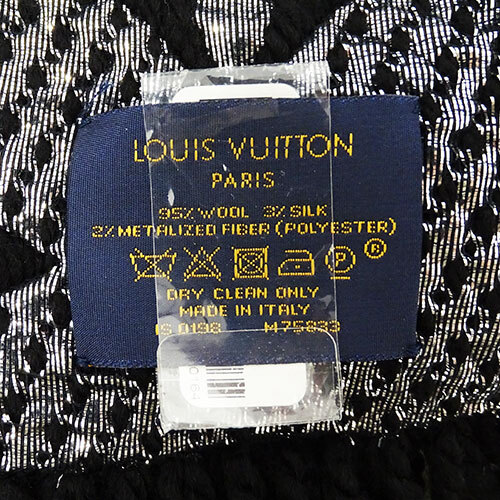 LOUIS VUITTON
PARIS
95% WOOL 3% SILK
2% METALIZED FIBER (POLYESTER)
P ®
DRY CLEAN ONLY
MADE IN ITALY
IS 0198 M75833